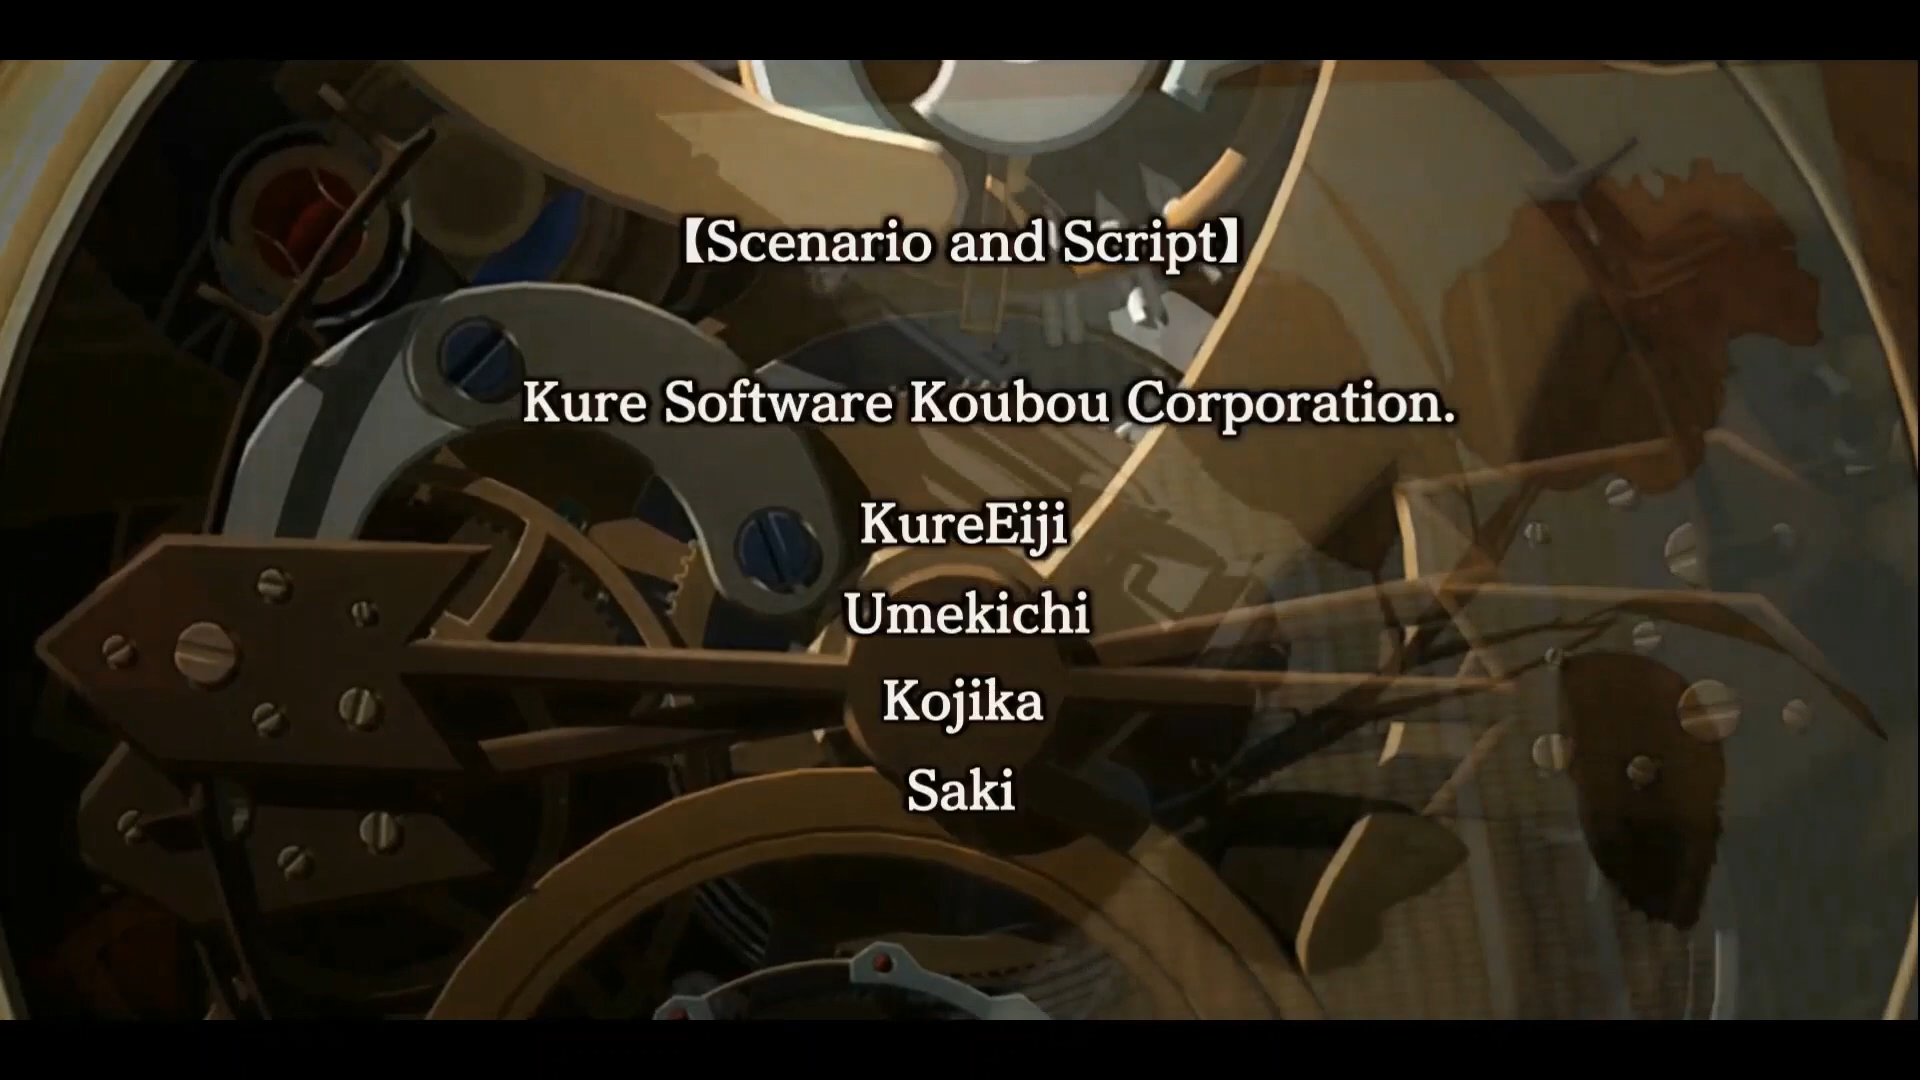 【Scenario and Script】
Kure Software Koubou Corporation.
KureEiji
Umekichi
Kojika
Saki